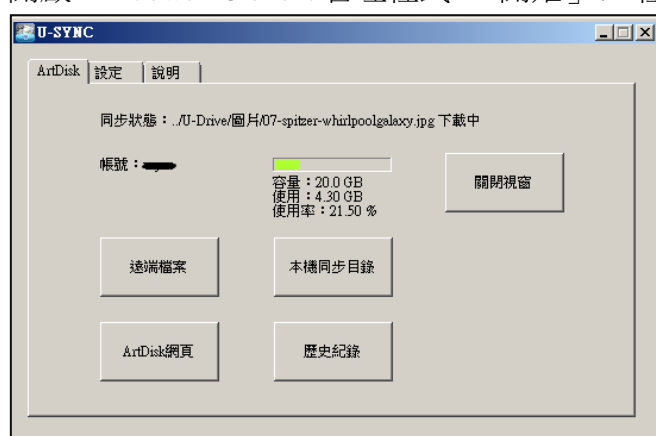 U-SYNC
ArtDisk 設定 說明
同步狀態：../U-Drive/圖片/07-spitzer-whirlpoolgalaxy.jpg 下載中
帳號：
容量：20.0 GB
使用：4.30 GB
使用率：21.50 %
關閉視窗
遠端檔案
本機同步目錄
ArtDisk網頁
歷史紀錄